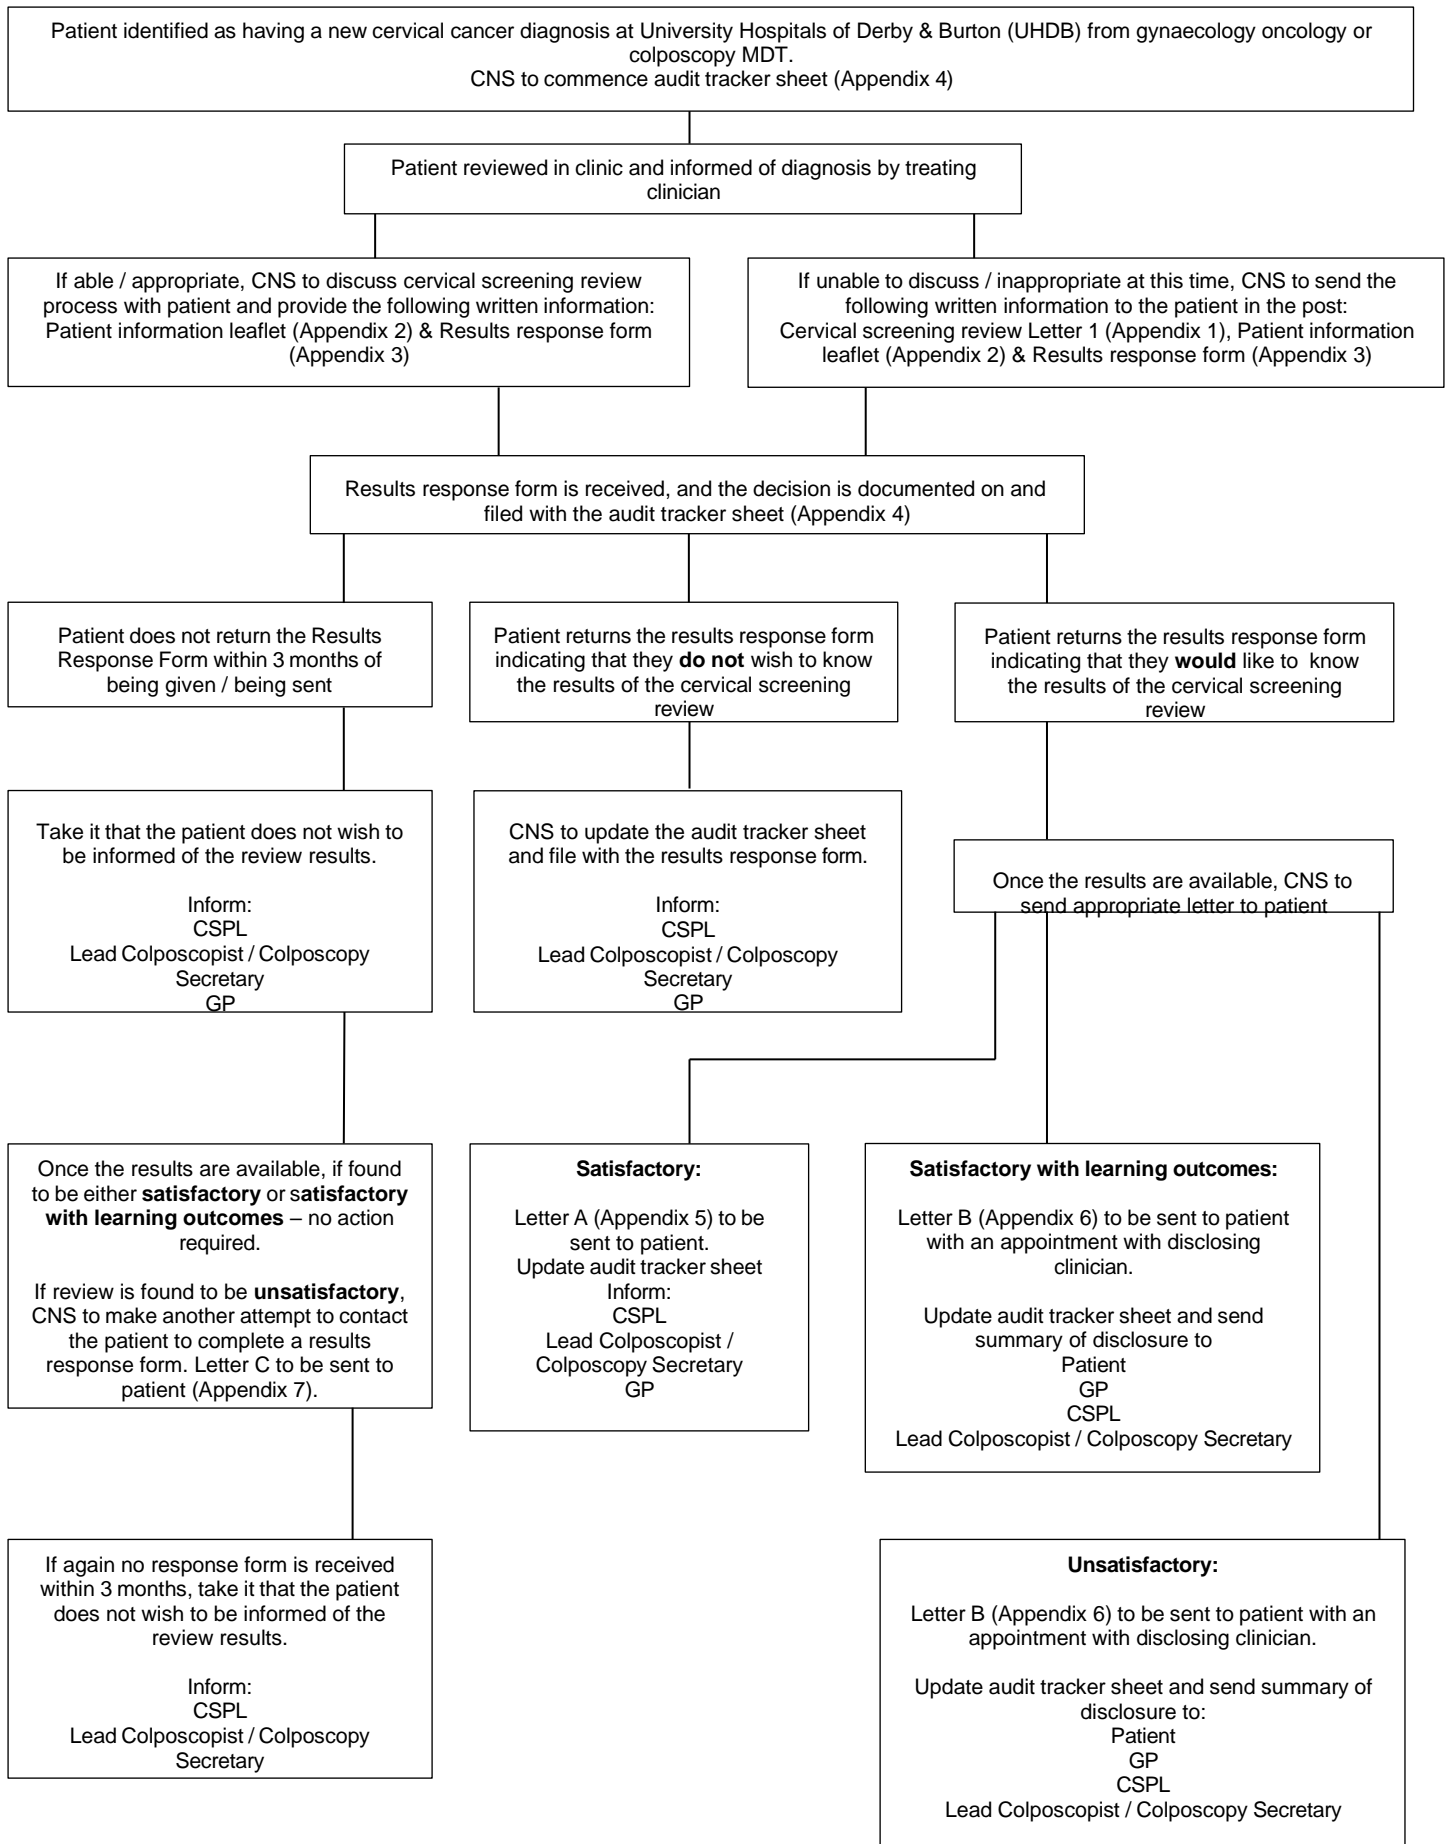 Patient identified as having a new cervical cancer diagnosis at University Hospitals of Derby & Burton (UHDB) from gynaecology oncology or
colposcopy MDT.
CNS to commence audit tracker sheet (Appendix 4)
Patient reviewed in clinic and informed of diagnosis by treating
clinician
If able / appropriate, CNS to discuss cervical screening review
process with patient and provide the following written information:
Patient information leaflet (Appendix 2) & Results response form
(Appendix 3)
If unable to discuss / inappropriate at this time, CNS to send the
following written information to the patient in the post:
Cervical screening review Letter 1 (Appendix 1), Patient information
leaflet (Appendix 2) & Results response form (Appendix 3)
Results response form is received, and the decision is documented on and
filed with the audit tracker sheet (Appendix 4)
Patient does not return the Results
Response Form within 3 months of
being given / being sent
Patient returns the results response form
indicating that they do not wish to know
the results of the cervical screening
review
Patient returns the results response form
indicating that they would like to know
the results of the cervical screening
review
Take it that the patient does not wish to
be informed of the review results.
Inform:
CSPL
Lead Colposcopist / Colposcopy
Secretary
GP
CNS to update the audit tracker sheet
and file with the results response form.
Inform:
CSPL
Lead Colposcopist / Colposcopy
Secretary
GP
Once the results are available, CNS to
send appropriate letter to patient
Once the results are available, if found
to be either satisfactory or satisfactory
with learning outcomes – no action
required.
If review is found to be unsatisfactory,
CNS to make another attempt to contact
the patient to complete a results
response form. Letter C to be sent to
patient (Appendix 7).
Satisfactory:
Letter A (Appendix 5) to be
sent to patient.
Update audit tracker sheet
Inform:
CSPL
Lead Colposcopist /
Colposcopy Secretary
GP
Satisfactory with learning outcomes:
Letter B (Appendix 6) to be sent to patient
with an appointment with disclosing
clinician.
Update audit tracker sheet and send
summary of disclosure to
Patient
GP
CSPL
Lead Colposcopist / Colposcopy Secretary
If again no response form is received
within 3 months, take it that the patient
does not wish to be informed of the
review results.
Inform:
CSPL
Lead Colposcopist / Colposcopy
Secretary
Unsatisfactory:
Letter B (Appendix 6) to be sent to patient with an
appointment with disclosing clinician.
Update audit tracker sheet and send summary of
disclosure to:
Patient
GP
CSPL
Lead Colposcopist / Colposcopy Secretary